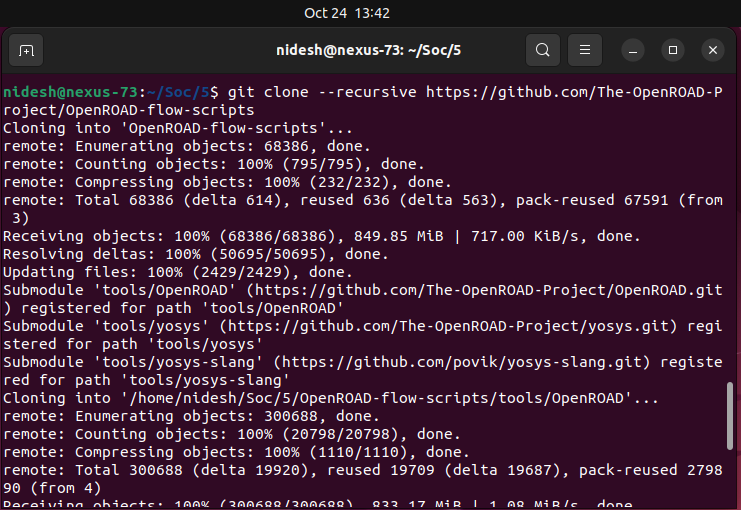 Oct 24 13:42
nidesh@nexus-73: ~/Soc/5
nidesh@nexus-73:~/Soc/5$ git clone --recursive https://github.com/The-OpenROAD-P
roject/OpenROAD-flow-scripts
Cloning into 'OpenROAD-flow-scripts'...
remote: Enumerating objects: 68386, done.
remote: Counting objects: 100% (795/795), done.
remote: Compressing objects: 100% (232/232), done.
remote: Total 68386 (delta 614), reused 636 (delta 563), pack-reused 67591 (from
 3)
Receiving objects: 100% (68386/68386), 849.85 MiB | 717.00 KiB/s, done.
Resolving deltas: 100% (50695/50695), done.
Updating files: 100% (2429/2429), done.
Submodule 'tools/OpenROAD' (https://github.com/The-OpenROAD-Project/OpenROAD.git
) registered for path 'tools/OpenROAD'
Submodule 'tools/yosys' (https://github.com/The-OpenROAD-Project/yosys.git) regi
stered for path 'tools/yosys'
Submodule 'tools/yosys-slang' (https://github.com/povik/yosys-slang.git) registe
red for path 'tools/yosys-slang'
Cloning into '/home/nidesh/Soc/5/OpenROAD-flow-scripts/tools/OpenROAD'...
remote: Enumerating objects: 300688, done.
remote: Counting objects: 100% (20798/20798), done.
remote: Compressing objects: 100% (1110/1110), done.
remote: Total 300688 (delta 19920), reused 19709 (delta 19687), pack-reused 2798
90 (from 4)
Receiving objects: 100% (300688/300688), 833.17 MiB | 1.08 MiB/s, done.